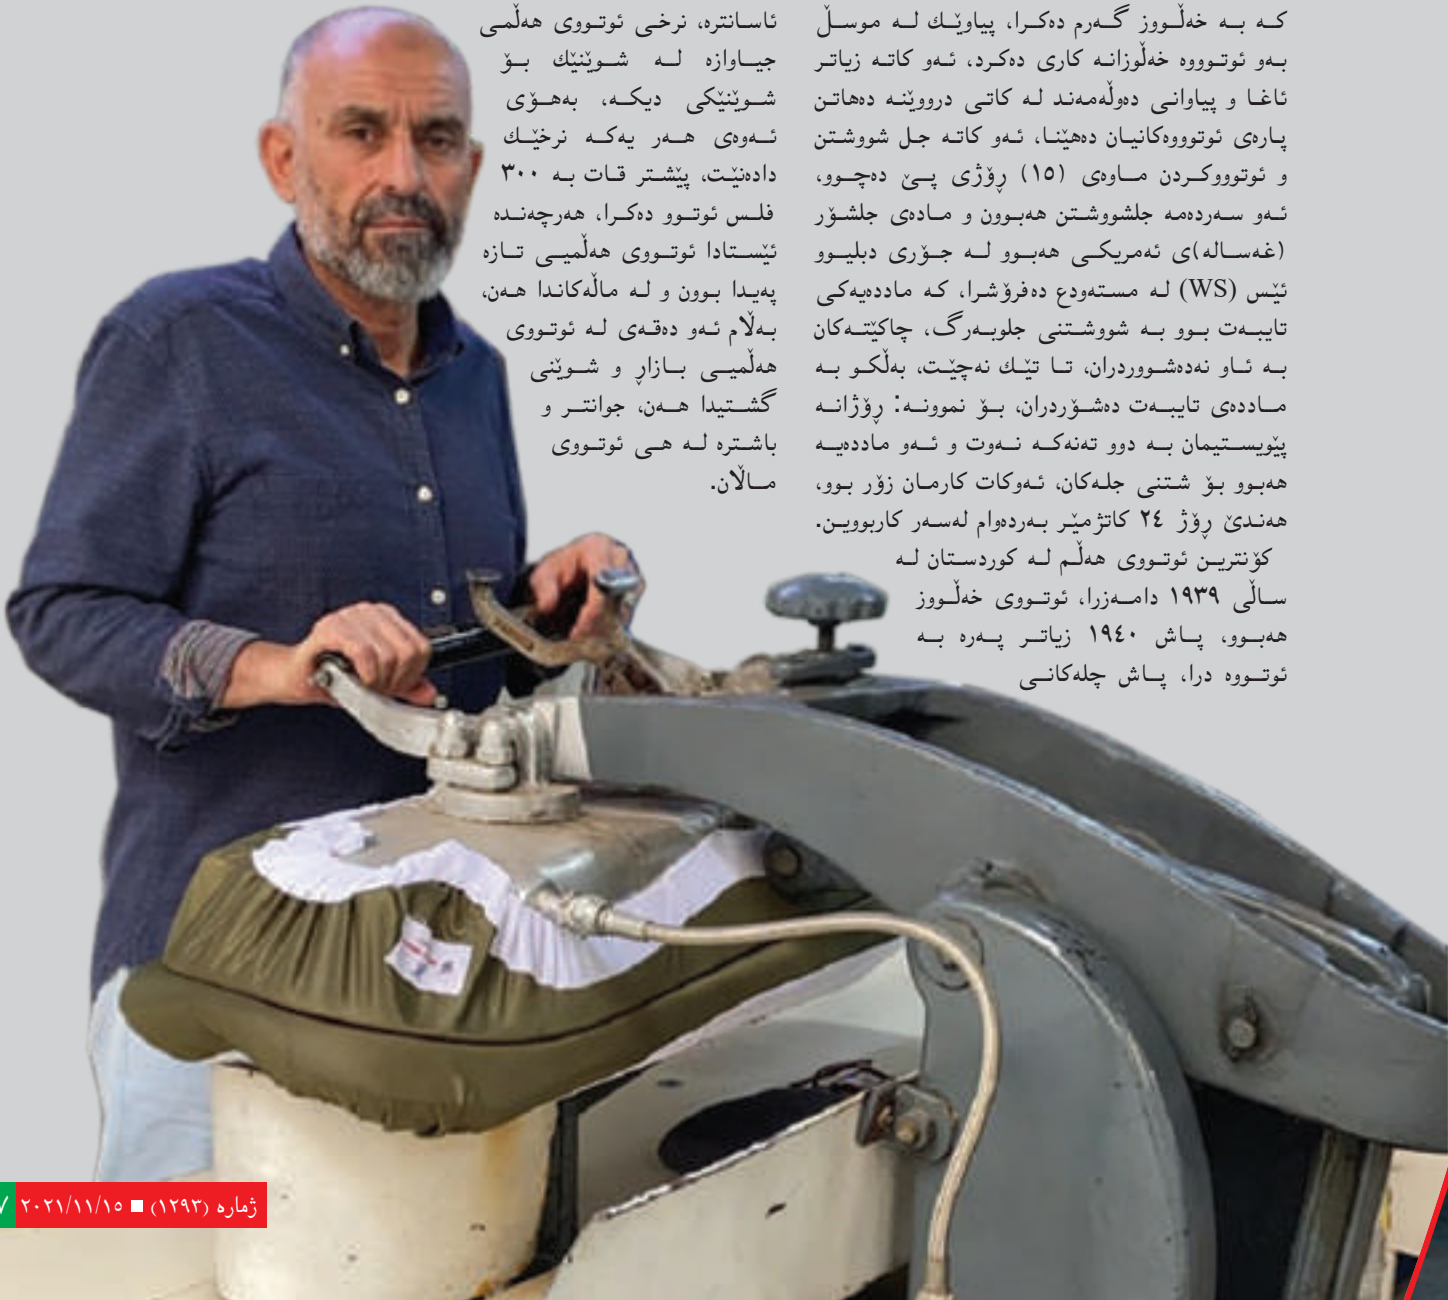 کە بە خەڵووز گەرم دەکرا، پیاوێك لە موسڵ
بەو ئوتوووە خەڵوزانە کاری دەکرد، ئەو کاتە زیاتر
ئاغا و پیاوانی دەوڵەمەند لە کاتی درووێنە دەهاتن
پارەی ئوتوووەکانیان دەهێنا، ئەو کاتە جل شووشتن
و ئوتوووکردن ماوەی (١٥) ڕۆژی پێ دەچوو،
ئەو سەردەمە جلشووشتن هەبوون و مادەی جلشۆر
(غەسالە)ی ئەمریکی هەبوو لە جۆری دبلیوو
ئێس (WS) لە مستەودع دەفرۆشرا، کە ماددەیەکی
تایبەت بوو بە شووشتنی جلوبەرگ، چاکێتەکان
بە ئاو نەدەشووردران، تا تێك نەچێت، بەڵکو بە
ماددەی تایبەت دەشۆردران، بۆ نموونە: ڕۆژانە
پێویستیمان بە دوو تەنەکە نەوت و ئەو ماددەیە
هەبوو بۆ شتنی جلەکان، ئەوکات کارمان زۆر بوو،
هەندێ ڕۆژ ٢٤ کاتژمێر بەردەوام لەسەر کاربووین.
کۆنترین ئوتووی هەڵم لە کوردستان لە
ساڵی ١٩٣٩ دامەزرا، ئوتووی خەڵووز
هەبوو، پاش ١٩٤٠ زیاتر پەرە بە
ئوتووە درا، پاش چلەکانی
ئاسانترە، نرخی ئوتووی هەڵمی
جیاوازە لە شوێنێك بۆ
شوێنێکی دیکە، بەهۆی
ئەوەی هەر یەکە نرخێك
دادەنێت، پێشتر قات بە ٣٠٠
فلس ئوتوو دەکرا، هەرچەندە
ئێستادا ئوتووی هەڵمیی تازە
پەیدا بوون و لە ماڵەکاندا هەن،
بەڵام ئەو دەقەی لە ئوتووی
هەڵمیی بازاڕ و شوێنی
گشتیدا هەن، جوانتر و
باشترە لە هی ئوتووی
ماڵان.
ژمارە (١٢٩٣) ■ ٢٠٢١/١١/١٥ ٧